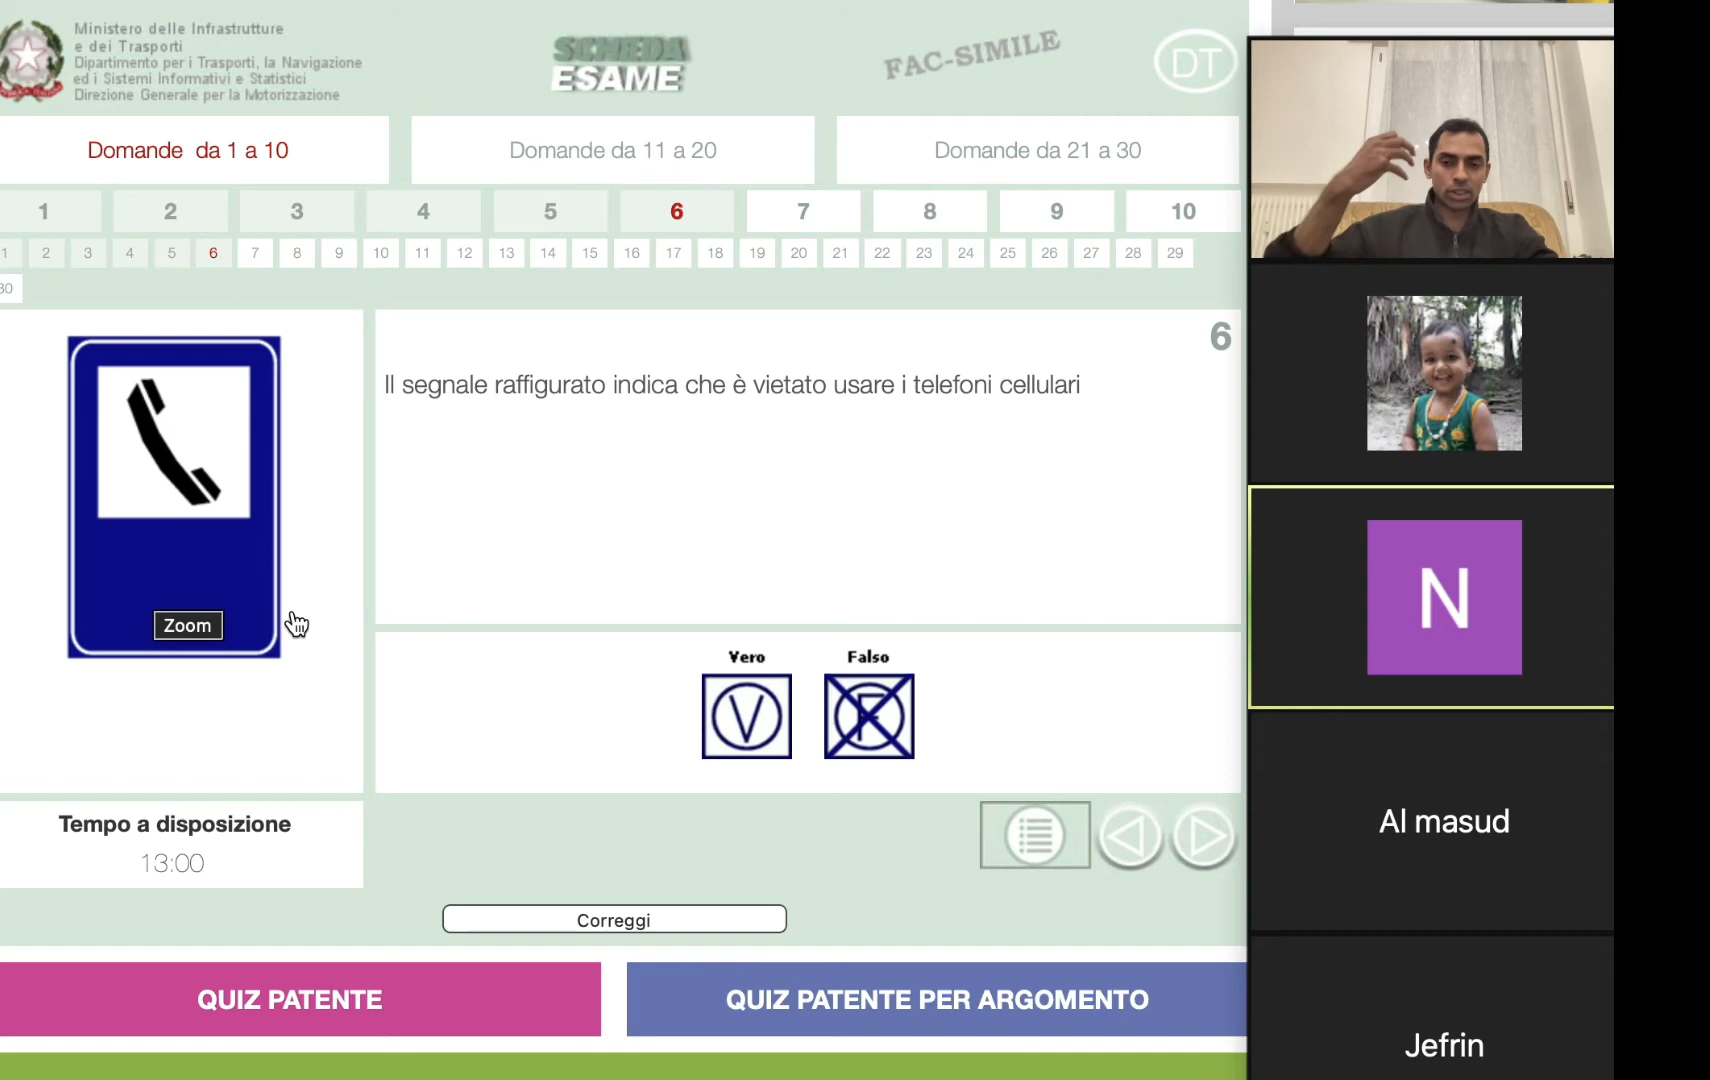 Ministero delle Infrastrutture
e dei Trasporti
Dipartimento per i Trasporti, la Navigazione
ed i Sistemi Informativi e Statistici
Direzione Generale per la Motorizzazione
SCHEDA
ESAME
FAC-SIMILE
DT
Domande da 1 a 10
Domande da 11 a 20
Domande da 21 a 30
1 2 3 4 5 6 7 8 9 10
1 2 3 4 5 6 7 8 9 10 11 12 13 14 15 16 17 18 19 20 21 22 23 24 25 26 27 28 29
30
6
Il segnale raffigurato indica che è vietato usare i telefoni cellulari
Zoom
Vero
Falso
V
F
Tempo a disposizione
13:00
Correggi
QUIZ PATENTE
QUIZ PATENTE PER ARGOMENTO
N
Al masud
Jefrin